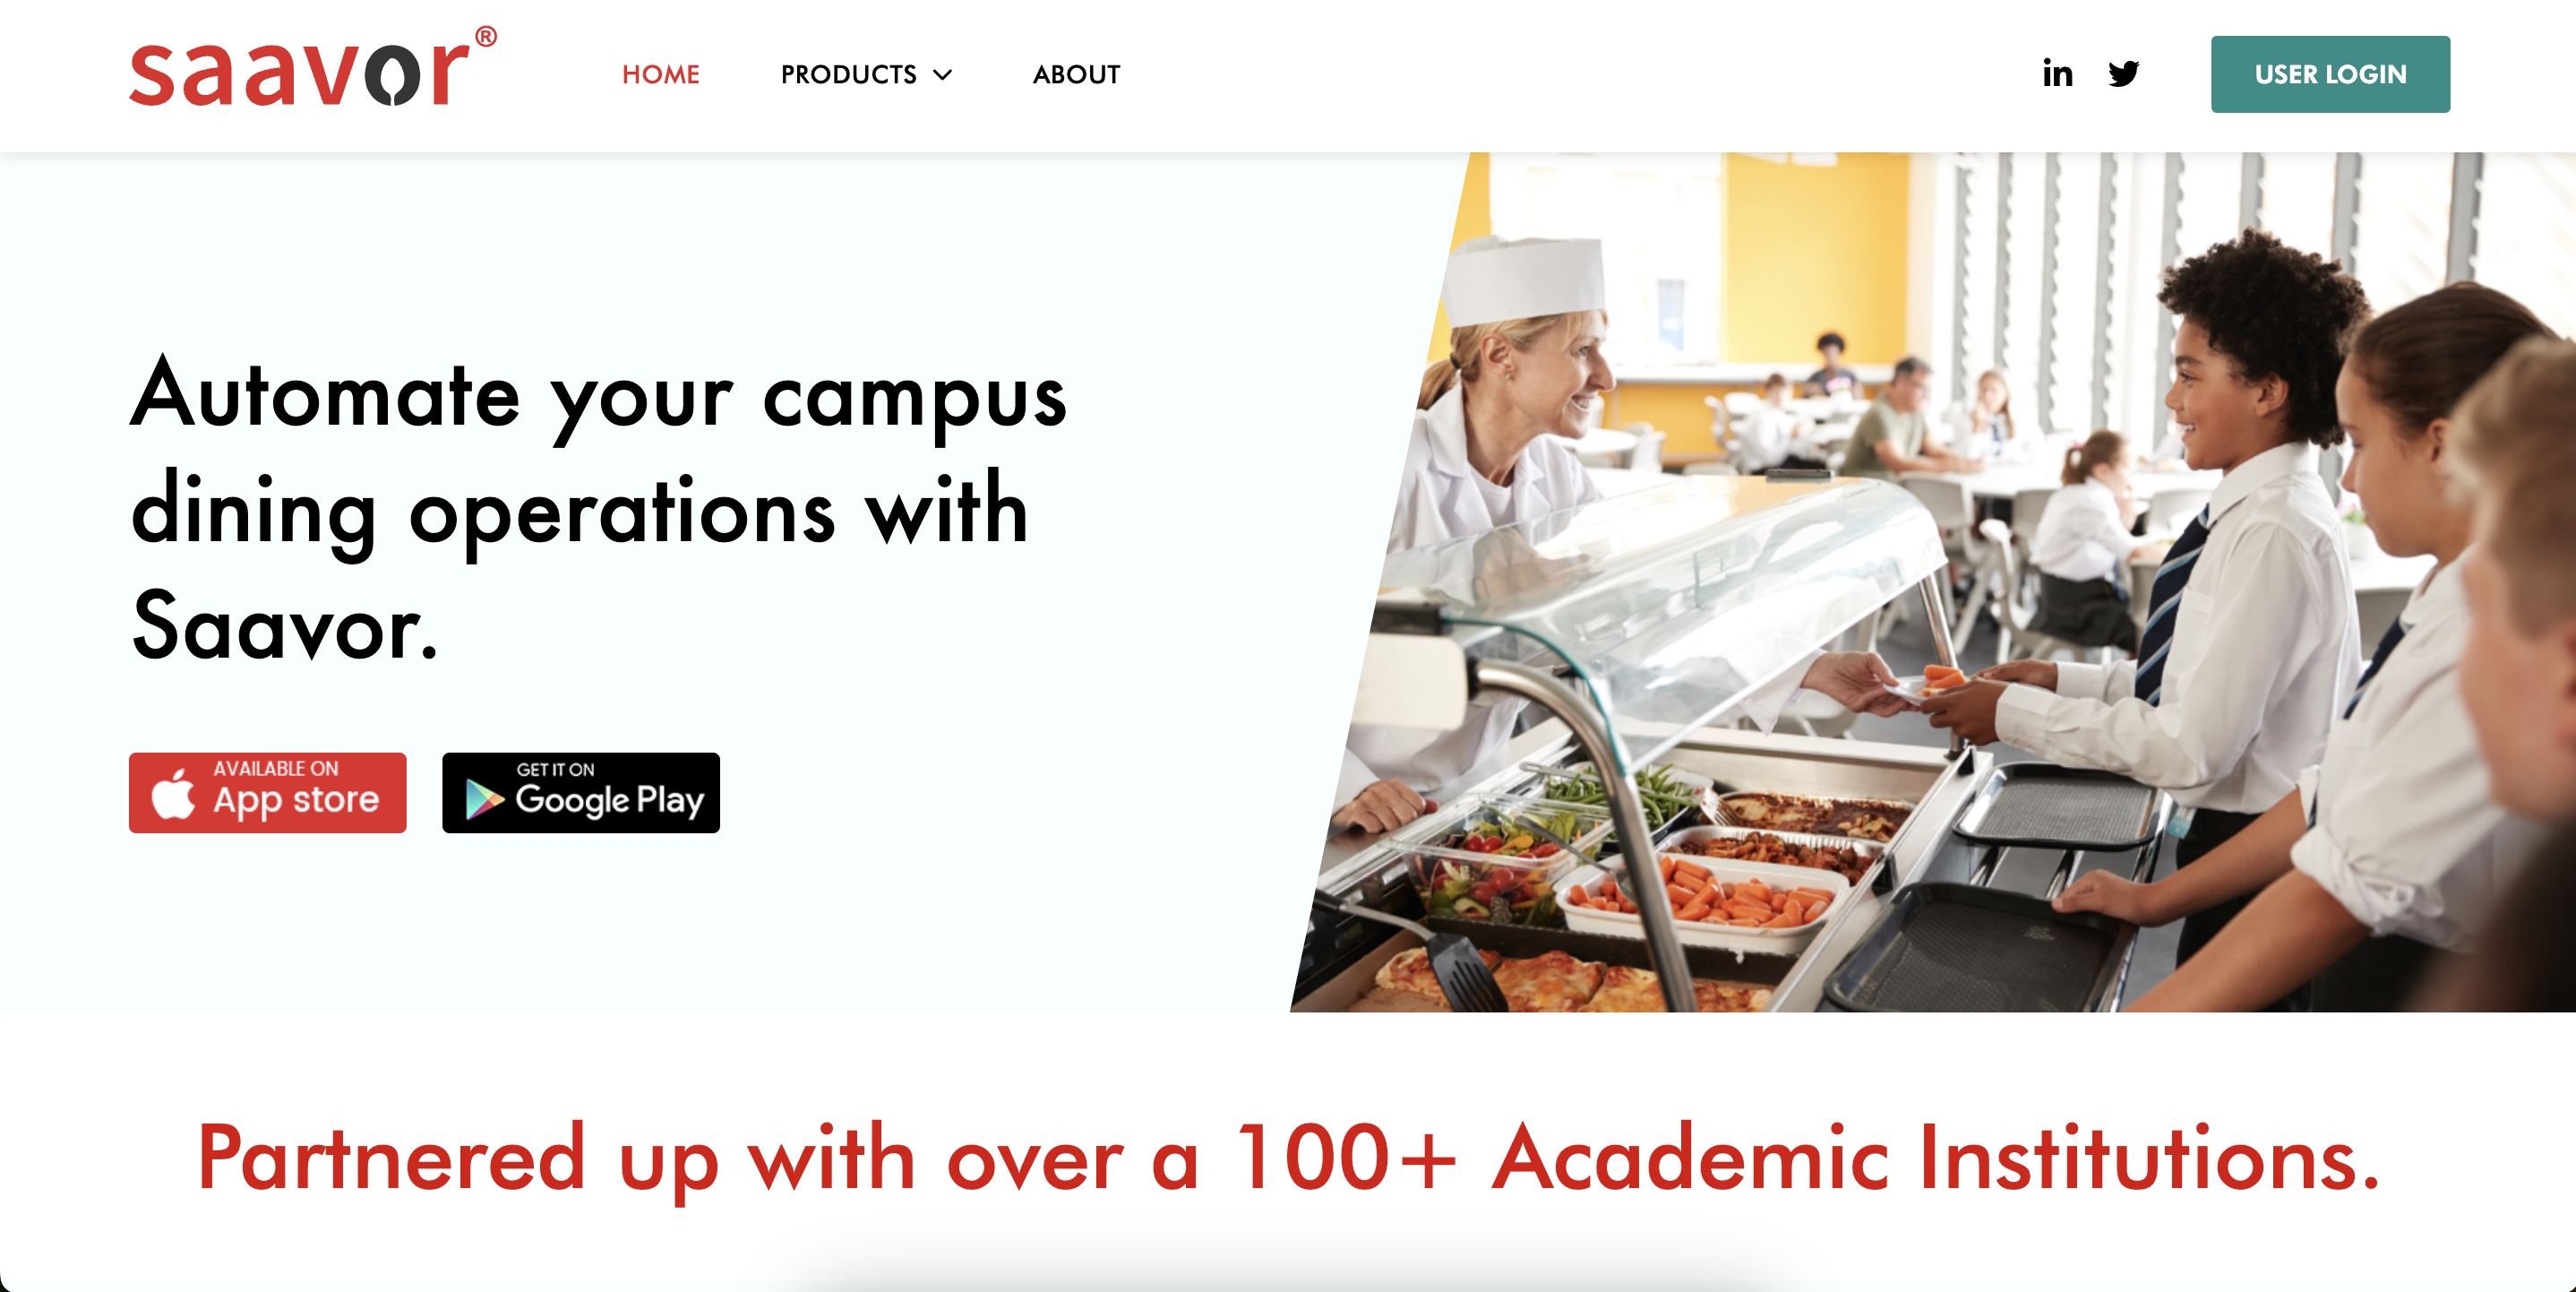 saavor®
HOME
PRODUCTS
ABOUT
in
USER LOGIN
Automate your campus
dining operations with
Saavor.
AVAILABLE ON
App store
GET IT ON
Google Play
Partnered up with over a 100+ Academic Institutions.